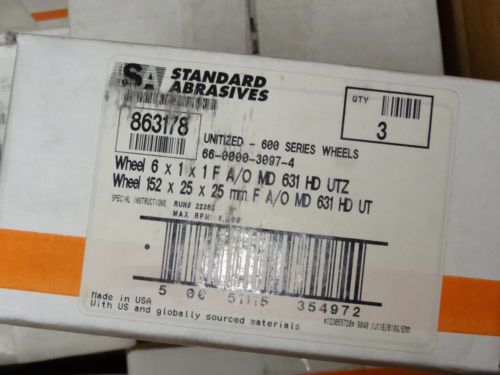 SA STANDARD
ABRASIVES
QTY
3
863178
UNITIZED - 600 SERIES WHEELS
66-0000-3097-4
Wheel 6 x 1 x 1 F A/O MD 631 HD UTZ
Wheel 152 x 25 x 25 mm F A/O MD 631 HD UT
SPECIAL INSTRUCTIONS RUN#
MAX RPM:
5 00 51115 354972
Made in USA
With US and globally sourced materials